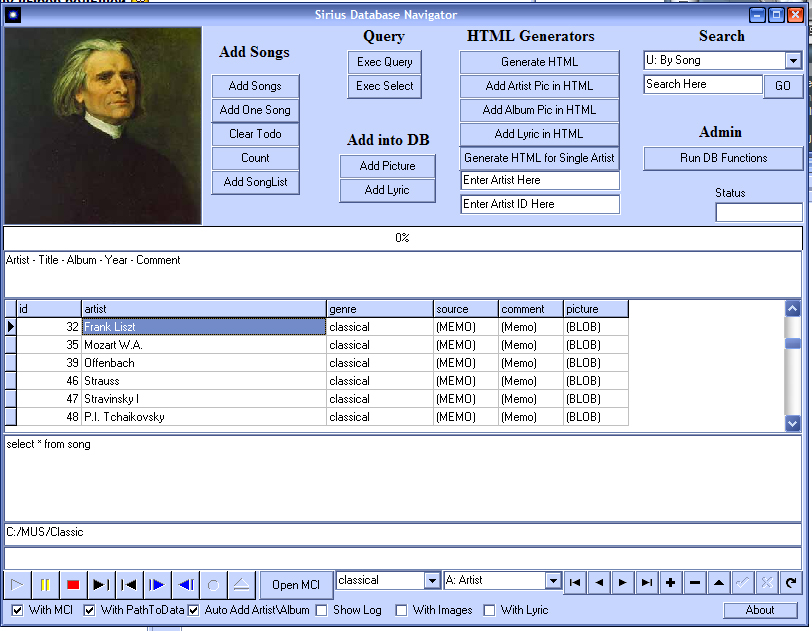 Sirius Database Navigator
Add Songs
Add Songs
Add One Song
Clear Todo
Count
Add SongList
Query
Exec Query
Exec Select
Add into DB
Add Picture
Add Lyric
HTML Generators
Generate HTML
Add Artist Pic in HTML
Add Album Pic in HTML
Add Lyric in HTML
Generate HTML for Single Artist
Enter Artist Here
Enter Artist ID Here
Search
U: By Song
Search Here GO
Admin
Run DB Functions
Status
0%
Artist - Title - Album - Year - Comment
id artist genre source comment picture
32 Frank Liszt classical (MEMO) (Memo) (BLOB)
35 Mozart W.A. classical (MEMO) (Memo) (BLOB)
39 Offenbach classical (MEMO) (Memo) (BLOB)
46 Strauss classical (MEMO) (Memo) (BLOB)
47 Stravinsky I classical (MEMO) (Memo) (BLOB)
48 P.I. Tchaikovsky classical (MEMO) (Memo) (BLOB)
select * from song
C:/MUS/Classic
Open MCI classical A: Artist
With MCI With PathToData Auto Add Artist\Album Show Log With Images With Lyric About